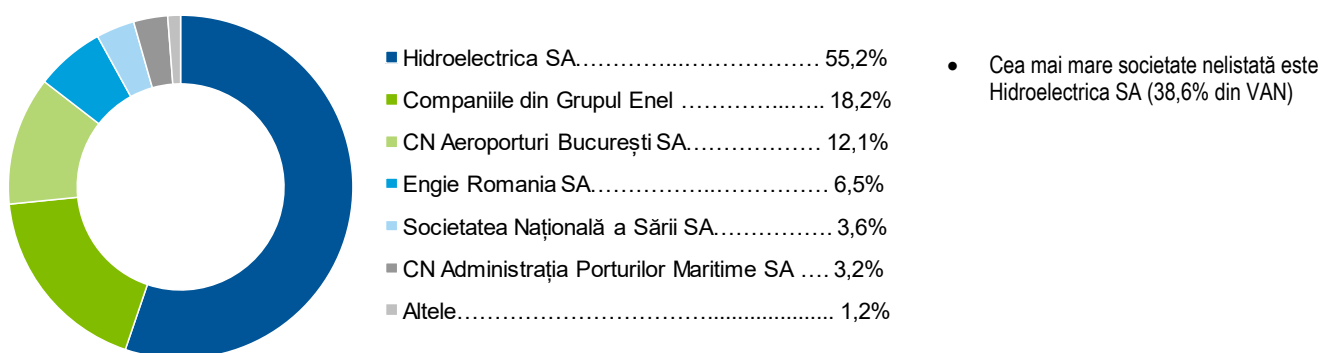 Hidroelectrica SA…………....……………… 55,2%
Companiile din Grupul Enel …………...….. 18,2%
CN Aeroporturi București SA……………… 12,1%
Engie Romania SA……………..…………… 6,5%
Societatea Națională a Sării SA…………… 3,6%
CN Administrația Porturilor Maritime SA …. 3,2%
Altele……………………………..................... 1,2%
• Cea mai mare societate nelistată este
Hidroelectrica SA (38,6% din VAN)